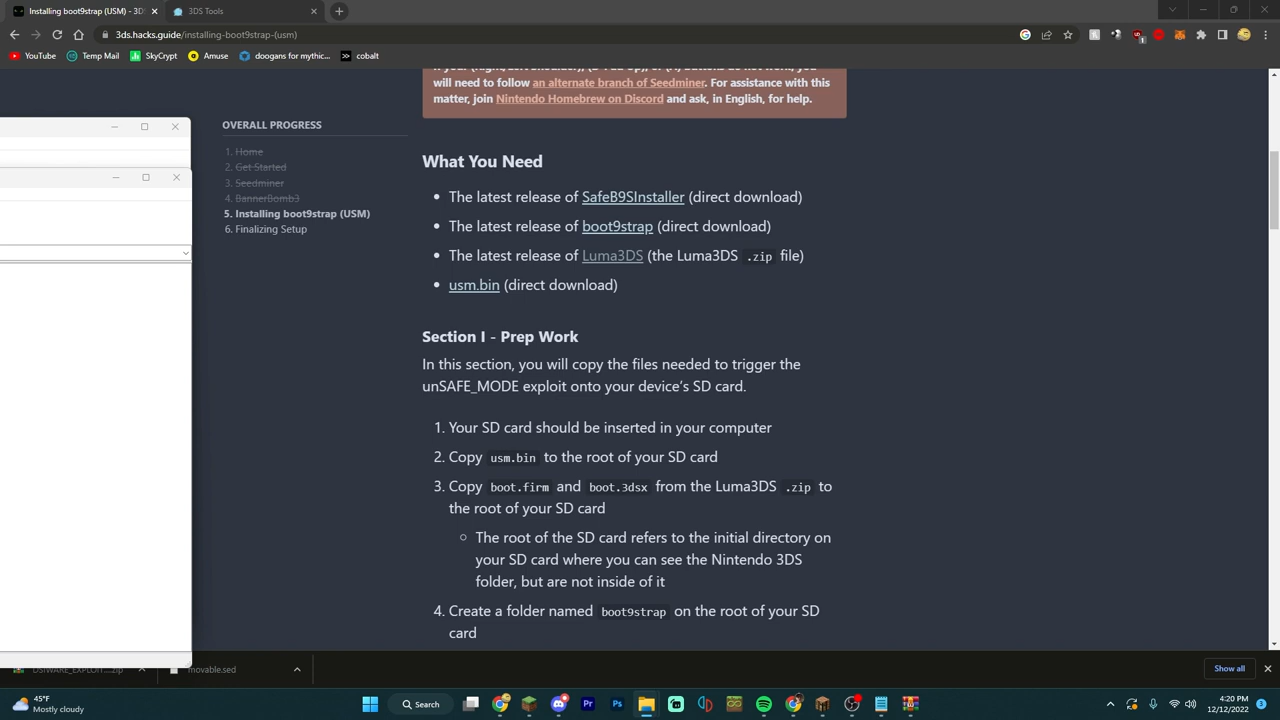 Installing boot9strap (USM) - 3D
3DS Tools
3ds.hacks.guide/installing-boot9strap-(usm)
YouTube
Temp Mail
SkyCrypt
Amuse
doogans for mythic...
cobalt
will need to follow an alternate branch of Seedminer. For assistance with this
matter, join Nintendo Homebrew on Discord and ask, in English, for help.
OVERALL PROGRESS
1. Home
2. Get Started
3. Seedminer
4. BannerBomb3
5. Installing boot9strap (USM)
6. Finalizing Setup
What You Need
The latest release of SafeB9SInstaller (direct download)
The latest release of boot9strap (direct download)
The latest release of Luma3DS (the Luma3DS .zip file)
usm.bin (direct download)
Section I - Prep Work
In this section, you will copy the files needed to trigger the
unSAFE_MODE exploit onto your device's SD card.
1. Your SD card should be inserted in your computer
2. Copy usm.bin to the root of your SD card
3. Copy boot.firm and boot.3dsx from the Luma3DS .zip to
the root of your SD card
The root of the SD card refers to the initial directory on
your SD card where you can see the Nintendo 3DS
folder, but are not inside of it
4. Create a folder named boot9strap on the root of your SD
card
movable.sed
Show all
45°F
Mostly cloudy
Search
4:20 PM
12/12/2022